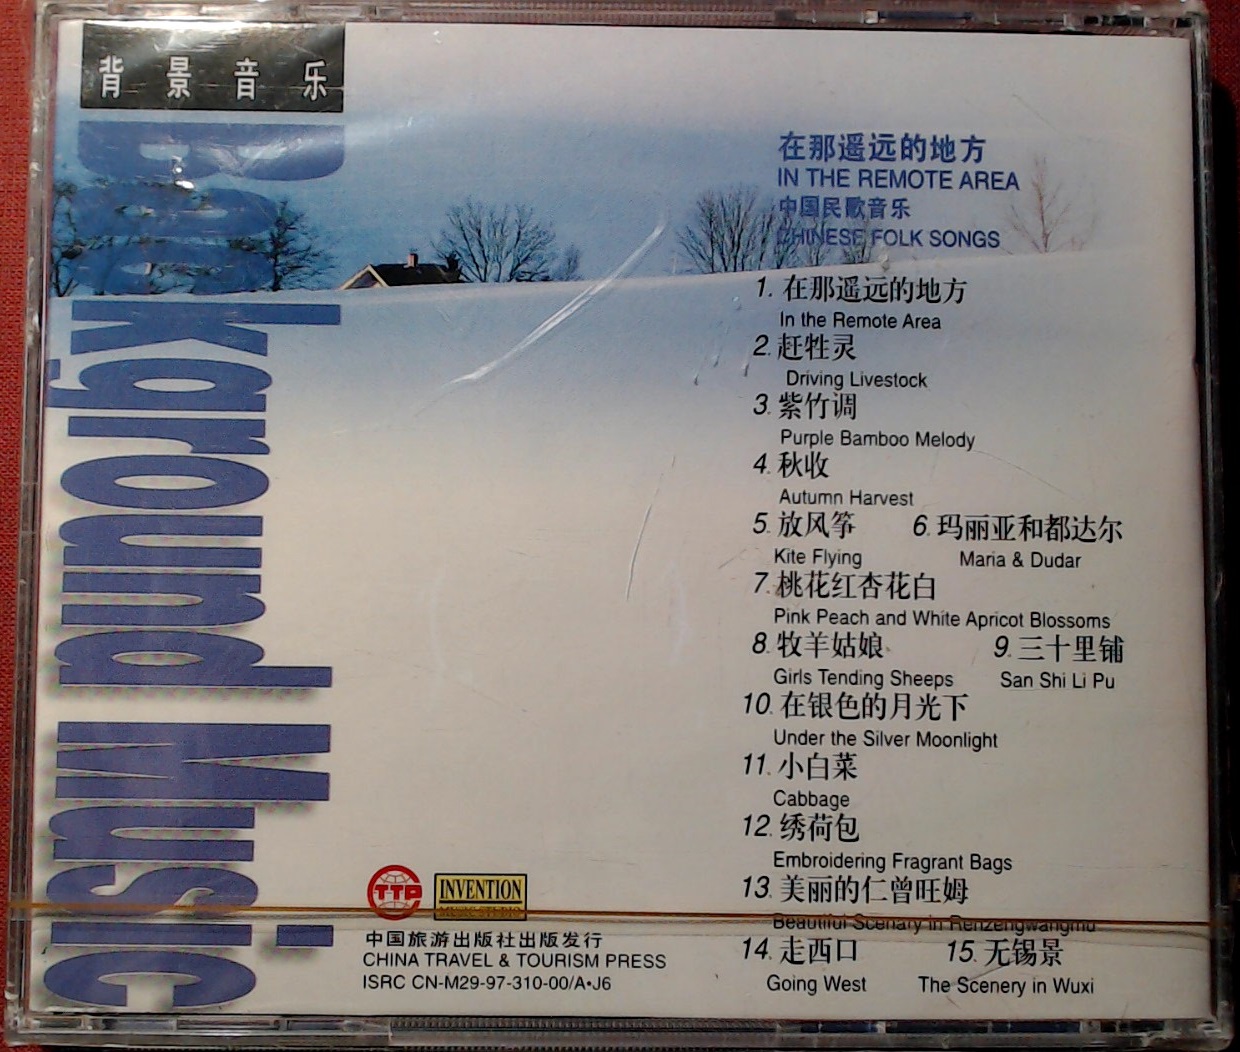 背景音乐
Background Music
在那遥远的地方
IN THE REMOTE AREA
中国民歌音乐
CHINESE FOLK SONGS
1. 在那遥远的地方
In the Remote Area
2. 赶牲灵
Driving Livestock
3. 紫竹调
Purple Bamboo Melody
4. 秋收
Autumn Harvest
5. 放风筝 6. 玛丽亚和都达尔
Kite Flying Maria & Dudar
7. 桃花红杏花白
Pink Peach and White Apricot Blossoms
8. 牧羊姑娘 9. 三十里铺
Girls Tending Sheeps San Shi Li Pu
10. 在银色的月光下
Under the Silver Moonlight
11. 小白菜
Cabbage
12. 绣荷包
Embroidering Fragrant Bags
13. 美丽的仁曾旺姆
Beautiful Scenary in Renzengwangmu
14. 走西口 15. 无锡景
Going West The Scenery in Wuxi
TTP
INVENTION
MUSIC STUDIO
中国旅游出版社出版发行
CHINA TRAVEL & TOURISM PRESS
ISRC CN-M29-97-310-00/A•J6